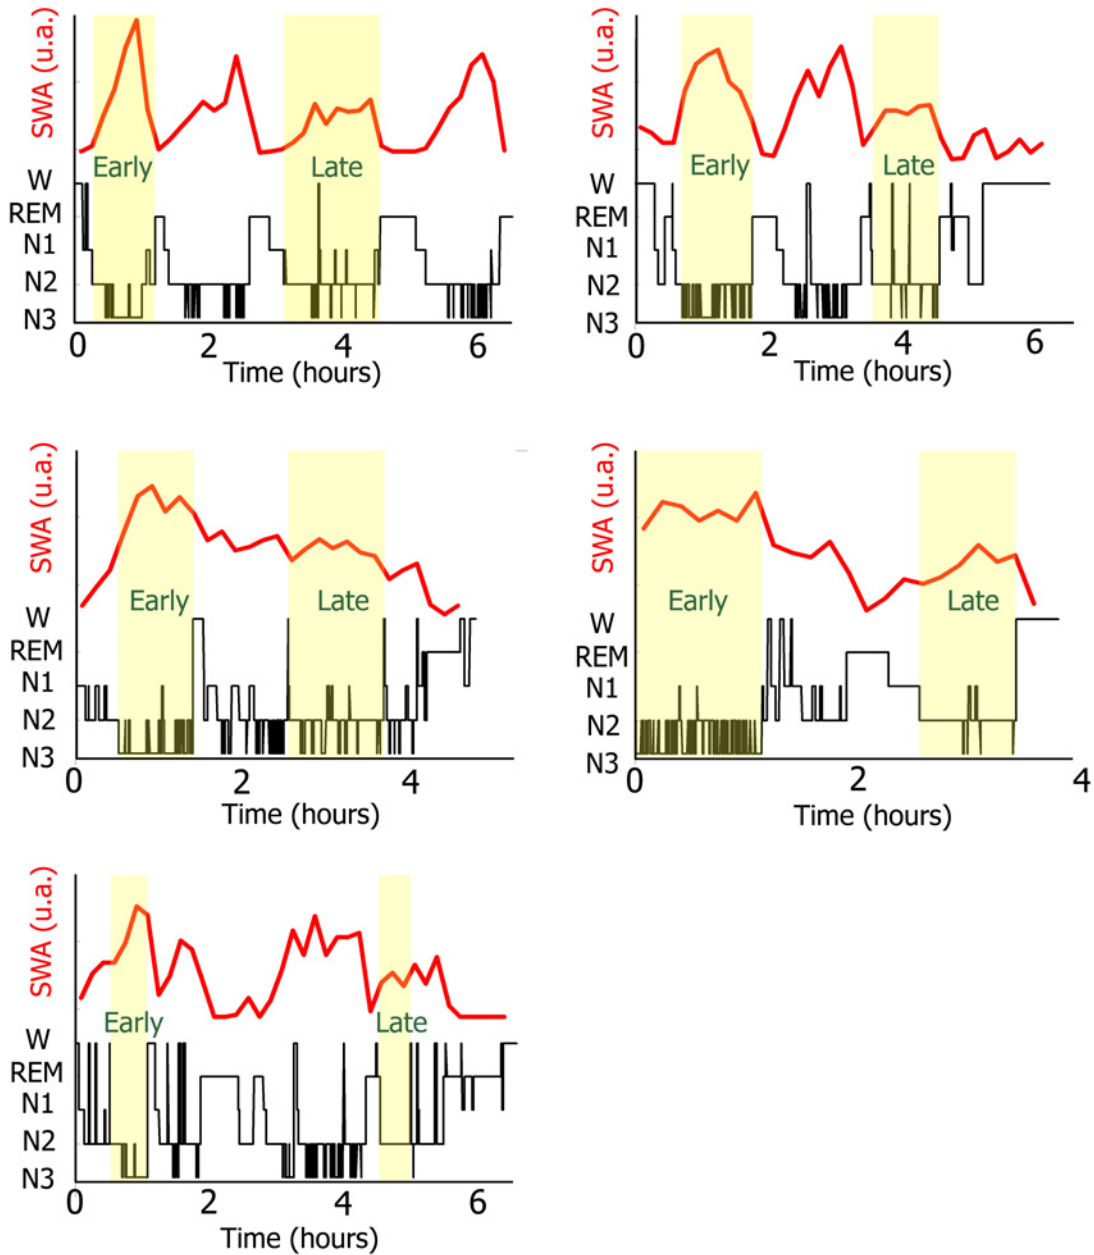 SWA (u.a.)
Early
Late
W
REM
N1
N2
N3
0 2 4 6
Time (hours)
SWA (u.a.)
Early
Late
W
REM
N1
N2
N3
0 2 4 6
Time (hours)
SWA (u.a.)
Early
Late
W
REM
N1
N2
N3
0 2 4
Time (hours)
SWA (u.a.)
Early
Late
W
REM
N1
N2
N3
0 2 4
Time (hours)
SWA (u.a.)
Early
Late
W
REM
N1
N2
N3
0 2 4 6
Time (hours)